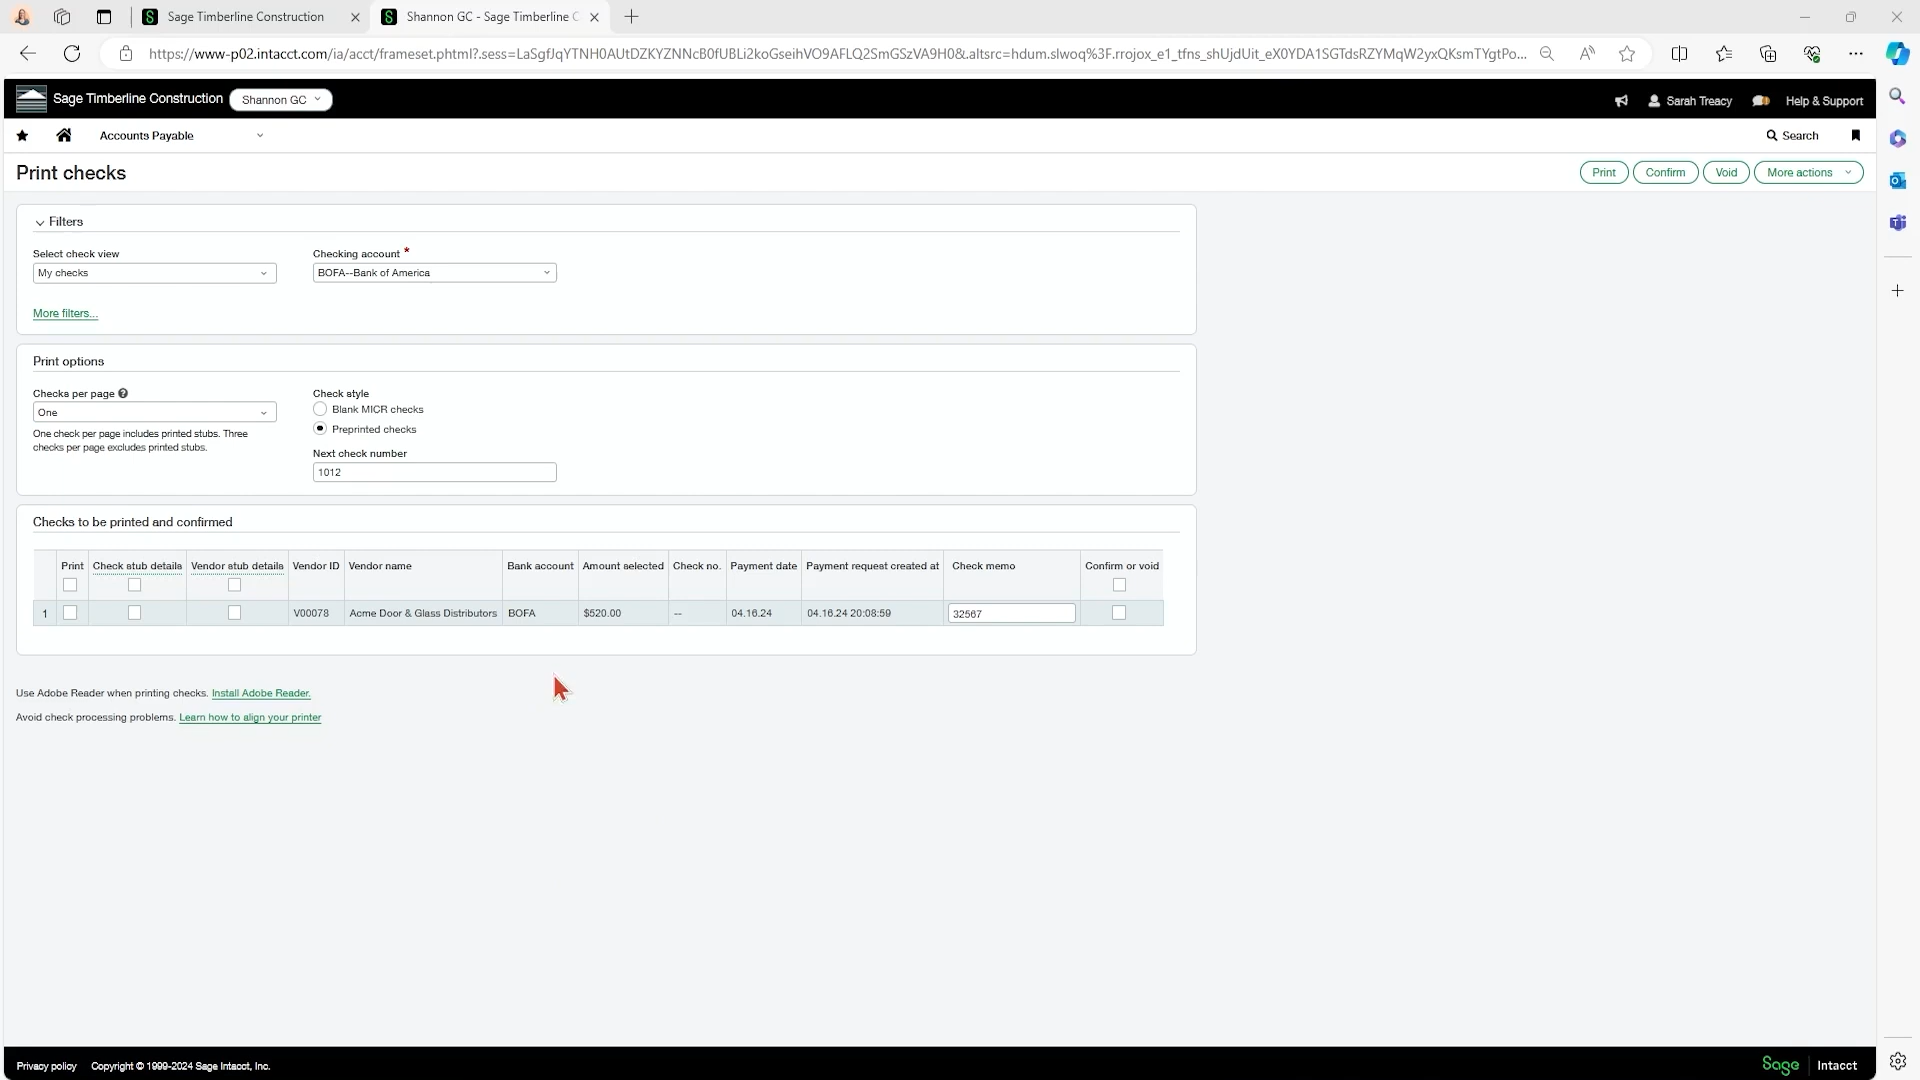 Sage Timberline Construction
Shannon GC - Sage Timberline C
https://www-p02.intacct.com/ia/acct/frameset.phtml?.sess=
Sage Timberline Construction
Shannon GC
Sarah Treacy
Help & Support
Accounts Payable
Search
Print checks
Print
Confirm
Void
More actions
Filters
Select check view
Checking account *
My checks
BOFA--Bank of America
More filters...
Print options
Checks per page
Check style
One
Blank MICR checks
One check per page includes printed stubs. Three
checks per page excludes printed stubs.
Preprinted checks
Next check number
1012
Checks to be printed and confirmed
Print Check stub details Vendor stub details Vendor ID Vendor name Bank account Amount selected Check no. Payment date Payment request created at Check memo Confirm or void
1 V00078 Acme Door & Glass Distributors BOFA $520.00 -- 04.16.24 04.16.24 20:08:59 32567
Use Adobe Reader when printing checks. Install Adobe Reader.
Avoid check processing problems. Learn how to align your printer
Privacy policy Copyright © 1999-2024 Sage Intacct, Inc.
Sage Intacct